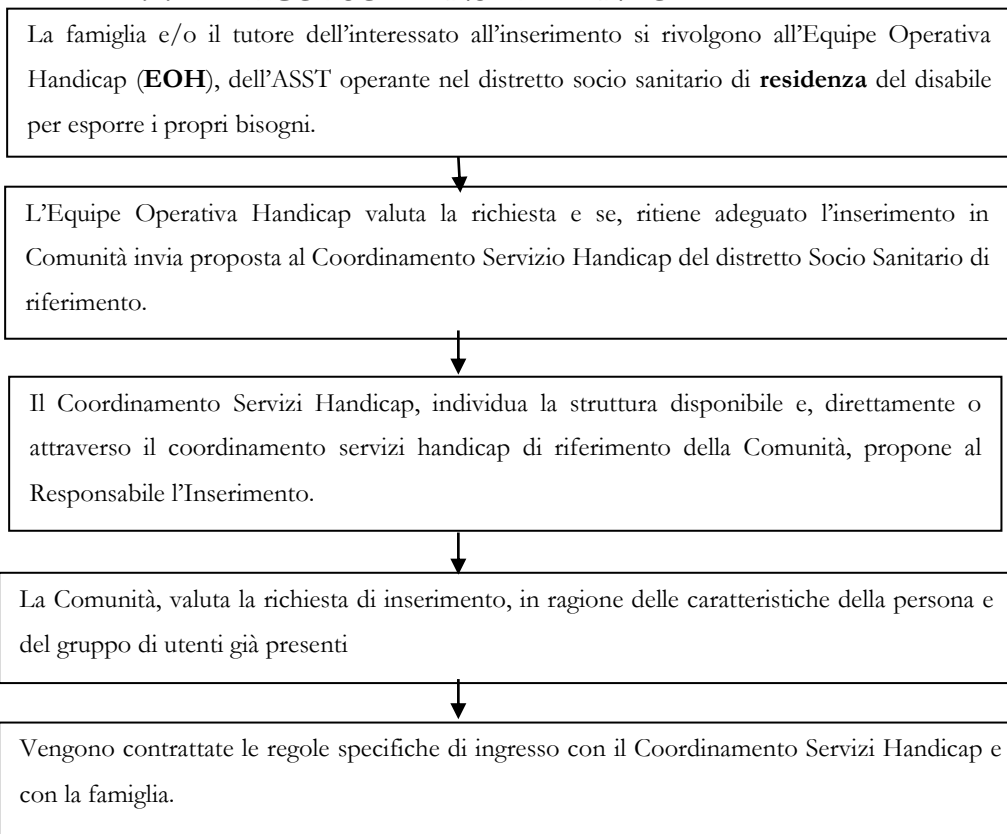 La famiglia e/o il tutore dell'interessato all'inserimento si rivolgono all'Equipe Operativa
Handicap (EOH), dell'ASST operante nel distretto socio sanitario di residenza del disabile
per esporre i propri bisogni.
L'Equipe Operativa Handicap valuta la richiesta e se, ritiene adeguato l'inserimento in
Comunità invia proposta al Coordinamento Servizio Handicap del distretto Socio Sanitario di
riferimento.
Il Coordinamento Servizi Handicap, individua la struttura disponibile e, direttamente o
attraverso il coordinamento servizi handicap di riferimento della Comunità, propone al
Responsabile l'Inserimento.
La Comunità, valuta la richiesta di inserimento, in ragione delle caratteristiche della persona e
del gruppo di utenti già presenti
Vengono contrattate le regole specifiche di ingresso con il Coordinamento Servizi Handicap e
con la famiglia.